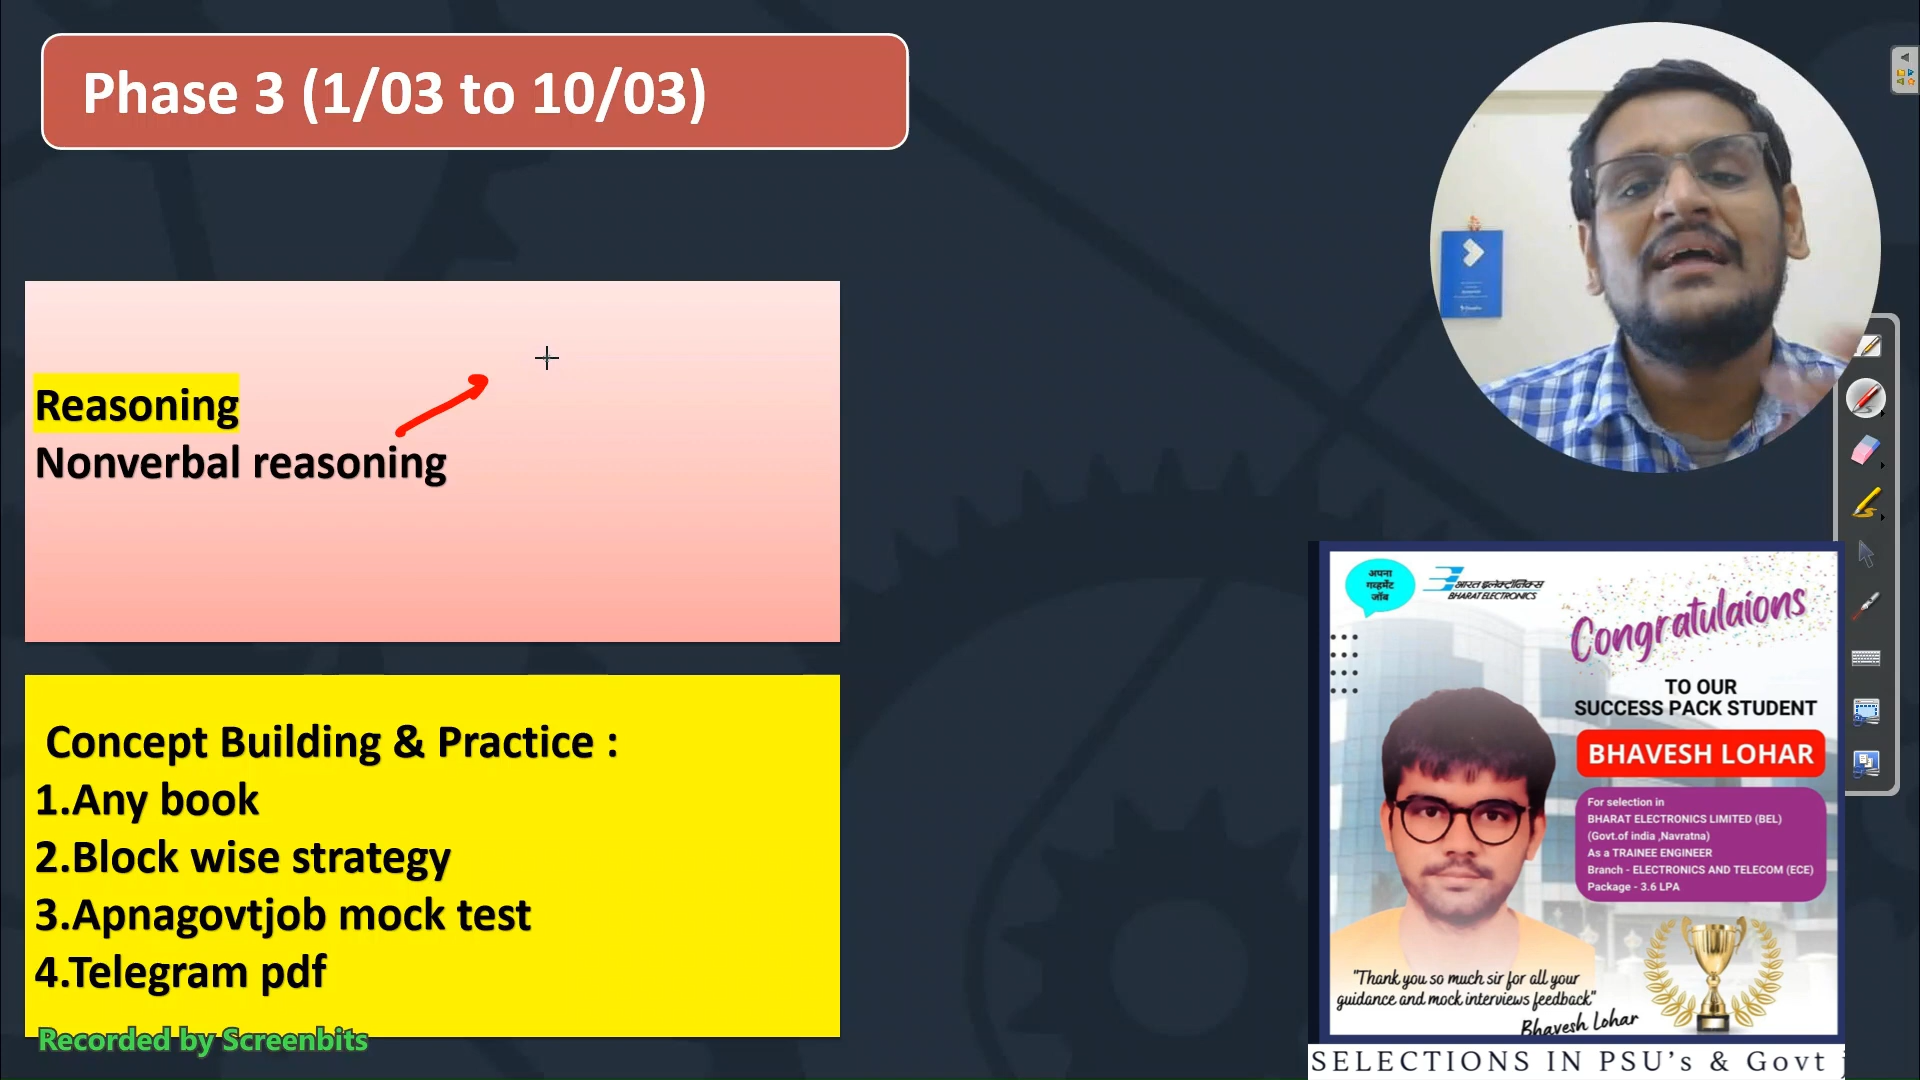 Phase 3 (1/03 to 10/03)
Reasoning
Nonverbal reasoning
Concept Building & Practice :
1.Any book
2.Block wise strategy
3.Apnagovtjob mock test
4.Telegram pdf
Recorded by Screenbits
अपना
गव्हर्मेंट
जॉब
भारत इलेक्ट्रॉनिक्स
BHARAT ELECTRONICS
Congratulaions
TO OUR
SUCCESS PACK STUDENT
BHAVESH LOHAR
For selection in
BHARAT ELECTRONICS LIMITED (BEL)
(Govt.of india ,Navratna)
As a TRAINEE ENGINEER
Branch - ELECTRONICS AND TELECOM (ECE)
Package - 3.6 LPA
"Thank you so much sir for all your
guidance and mock interviews feedback"
Bhavesh Lohar
SELECTIONS IN PSU's & Govt